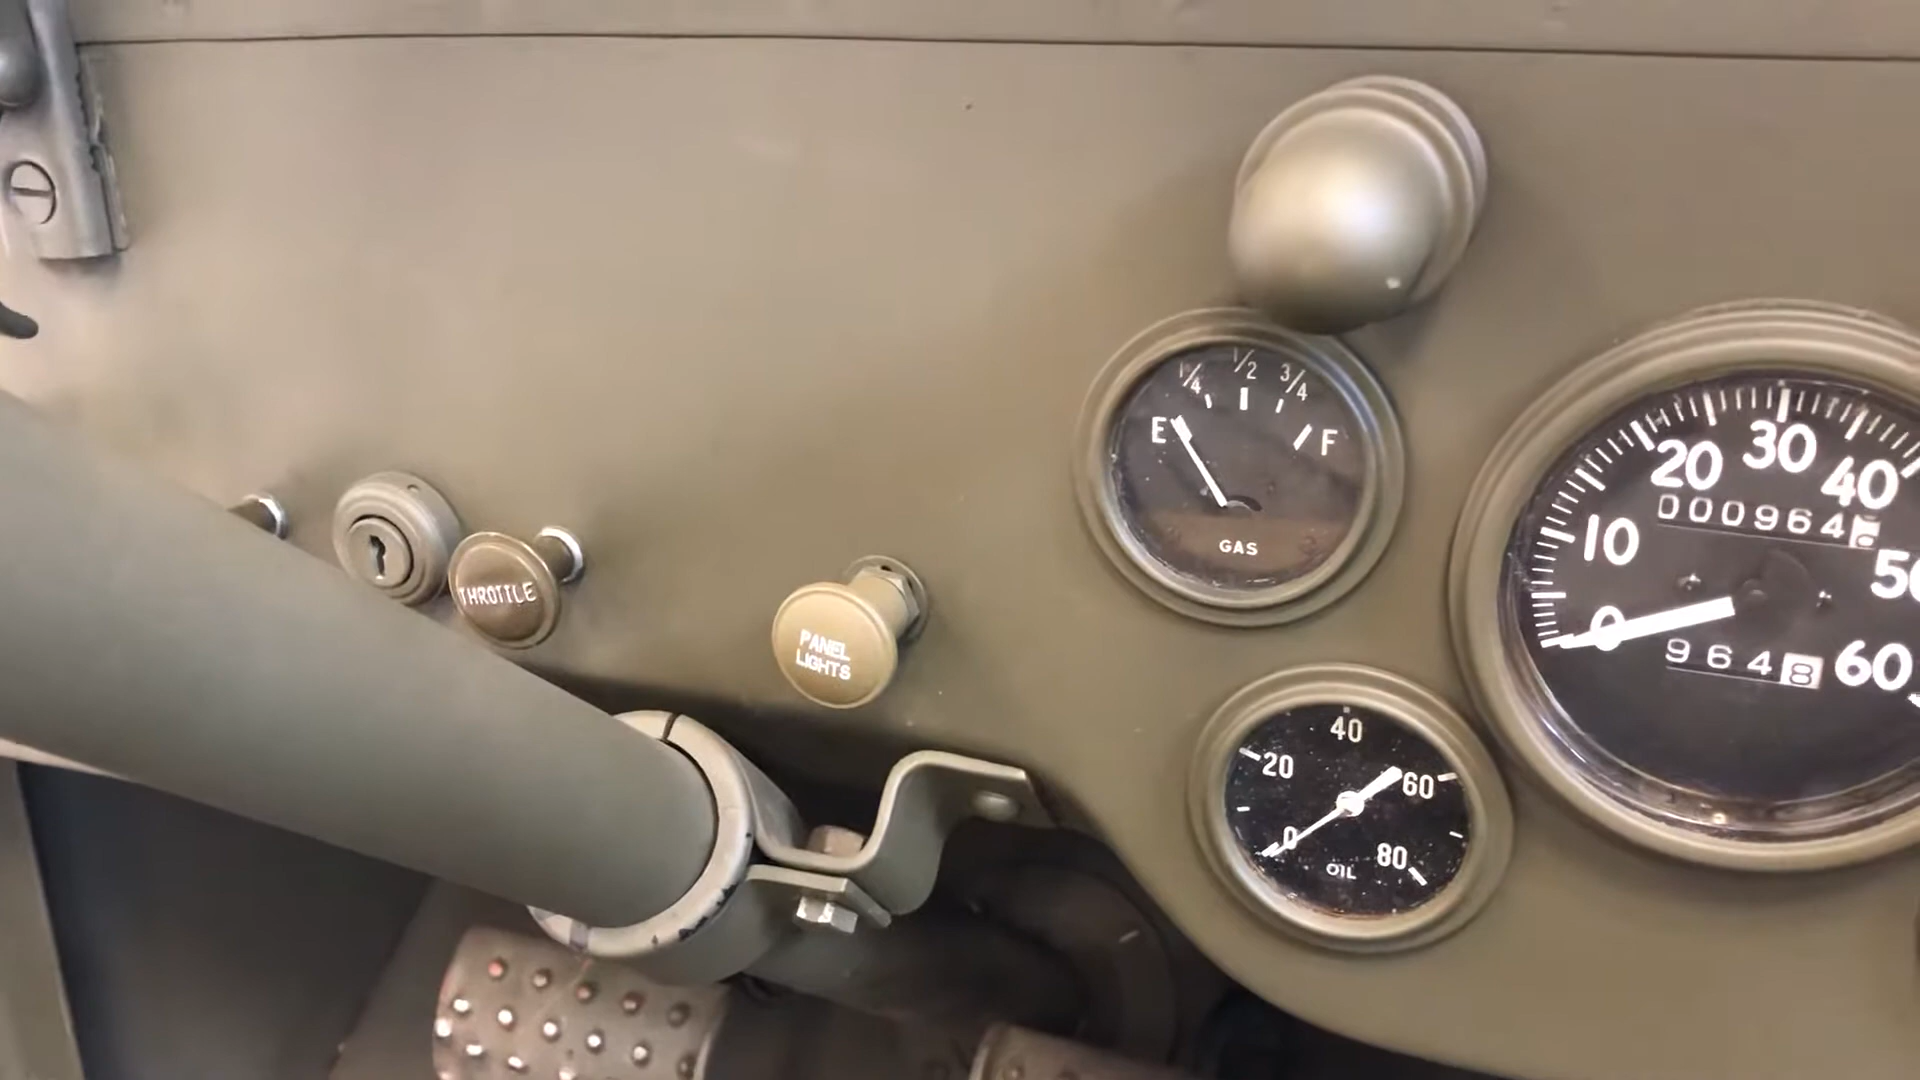 THROTTLE
PANEL
LIGHTS
1/4 1/2 3/4
E F
GAS
0 10 20 30 40 60
000964
9648
0 20 40 60 80
OIL